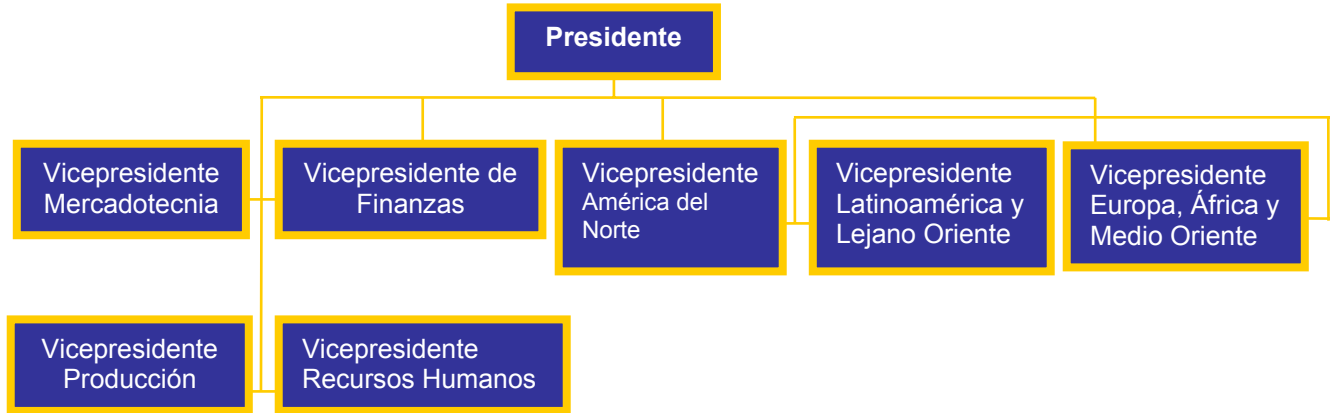 Presidente
Vicepresidente
Mercadotecnia
Vicepresidente de
Finanzas
Vicepresidente
América del
Norte
Vicepresidente
Latinoamérica y
Lejano Oriente
Vicepresidente
Europa, África y
Medio Oriente
Vicepresidente
Producción
Vicepresidente
Recursos Humanos